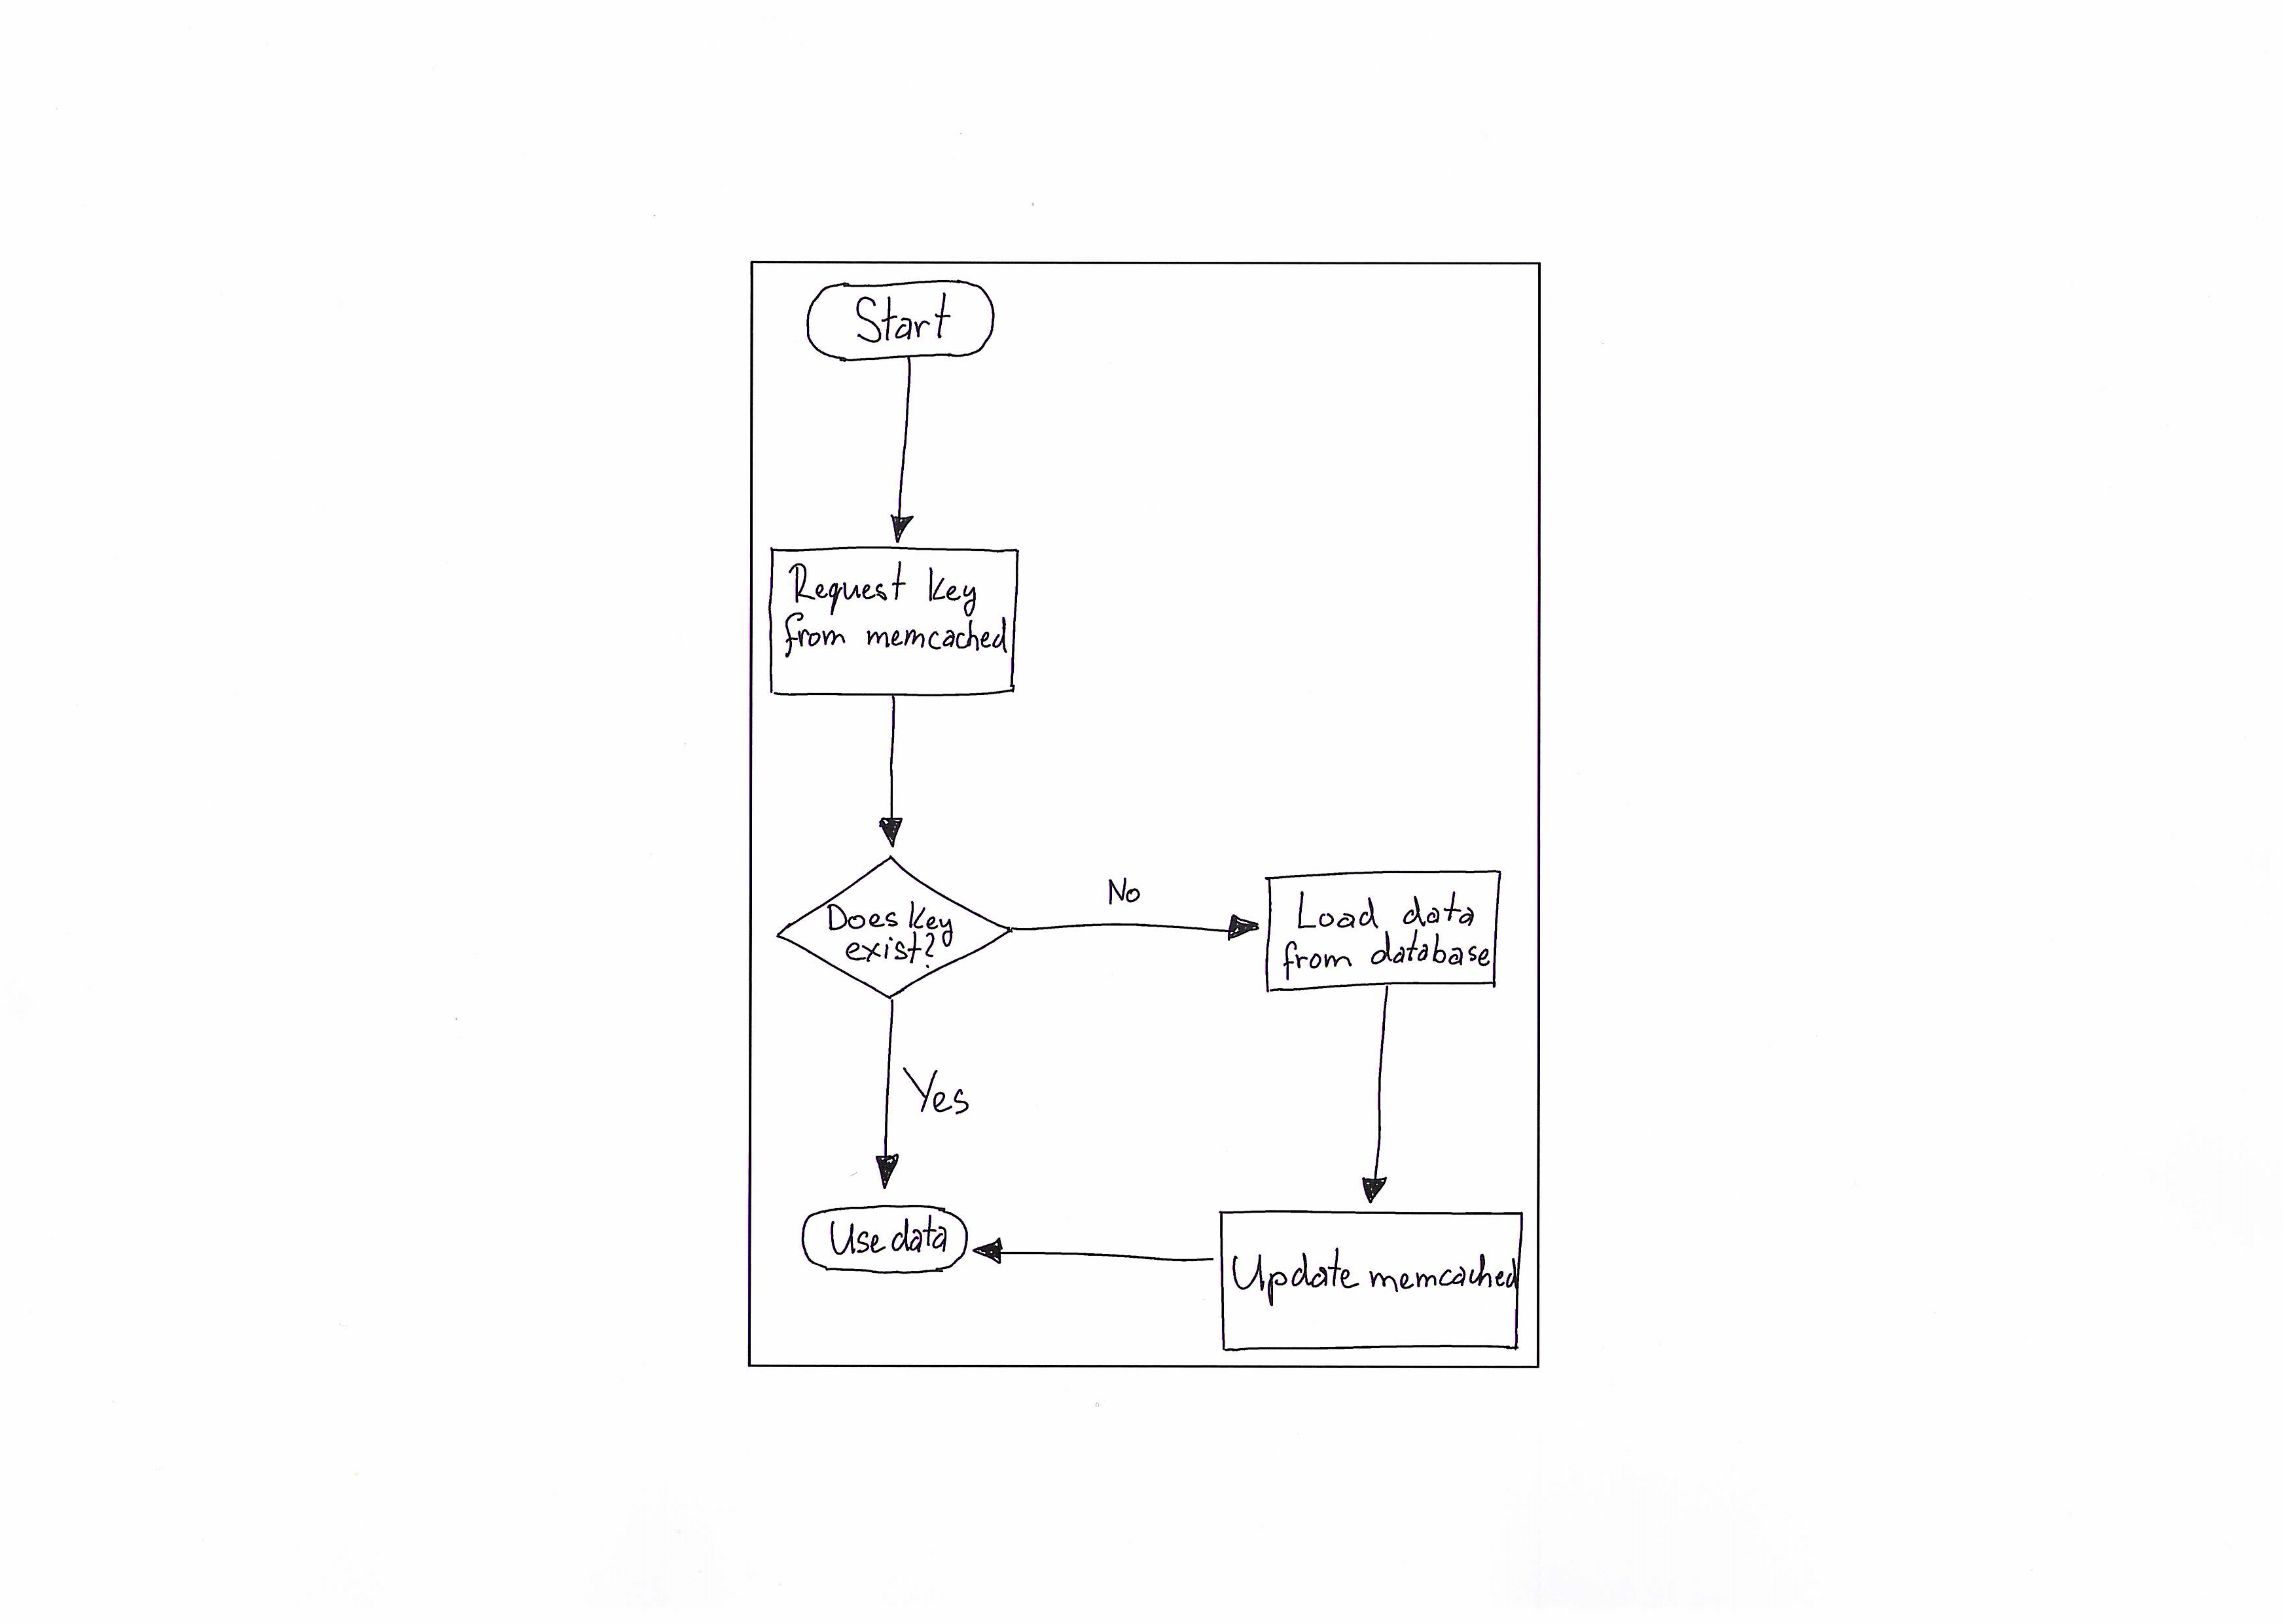 Start
Request key
from memcached
Does key
exist?
No
Load data
from database
Yes
Use data
Update memcached